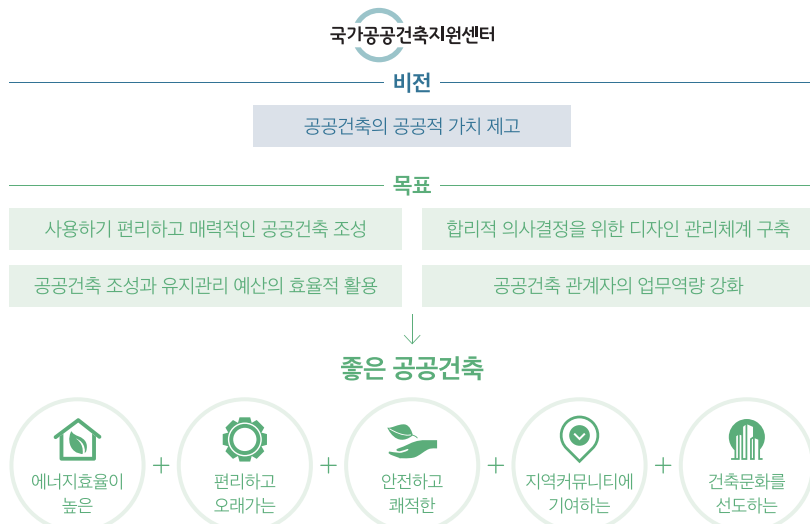 국가공공건축지원센터
비전
공공건축의 공공적 가치 제고
목표
사용하기 편리하고 매력적인 공공건축 조성
합리적 의사결정을 위한 디자인 관리체계 구축
공공건축 조성과 유지관리 예산의 효율적 활용
공공건축 관계자의 업무역량 강화
좋은 공공건축
에너지효율이
높은
+
편리하고
오래가는
+
안전하고
쾌적한
+
지역커뮤니티에
기여하는
+
건축문화를
선도하는